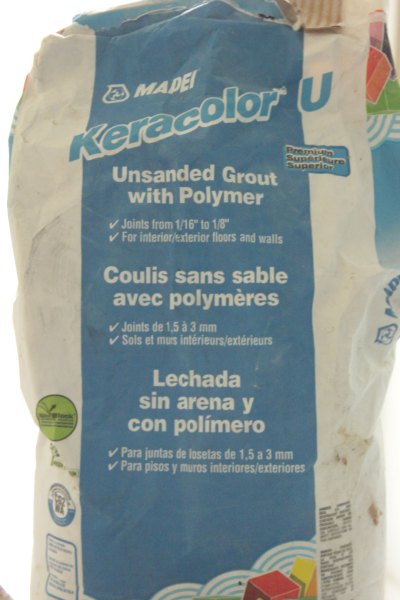 MAPEI
Keracolor™ U
Premium
Supérieure
Superior
Unsanded Grout
with Polymer
✓ Joints from 1/16" to 1/8"
✓ For interior/exterior floors and walls
Coulis sans sable
avec polymères
✓ Joints de 1,5 à 3 mm
✓ Sols et murs intérieurs/extérieurs
Lechada
sin arena y
con polímero
✓ Para juntas de losetas de 1,5 a 3 mm
✓ Para pisos y muros interiores/exteriores